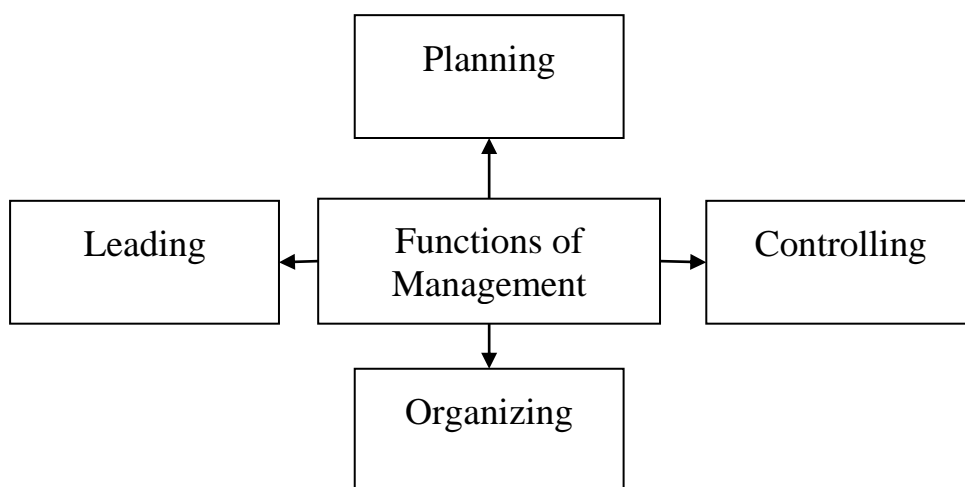 Planning
Leading
Functions of
Management
Controlling
Organizing